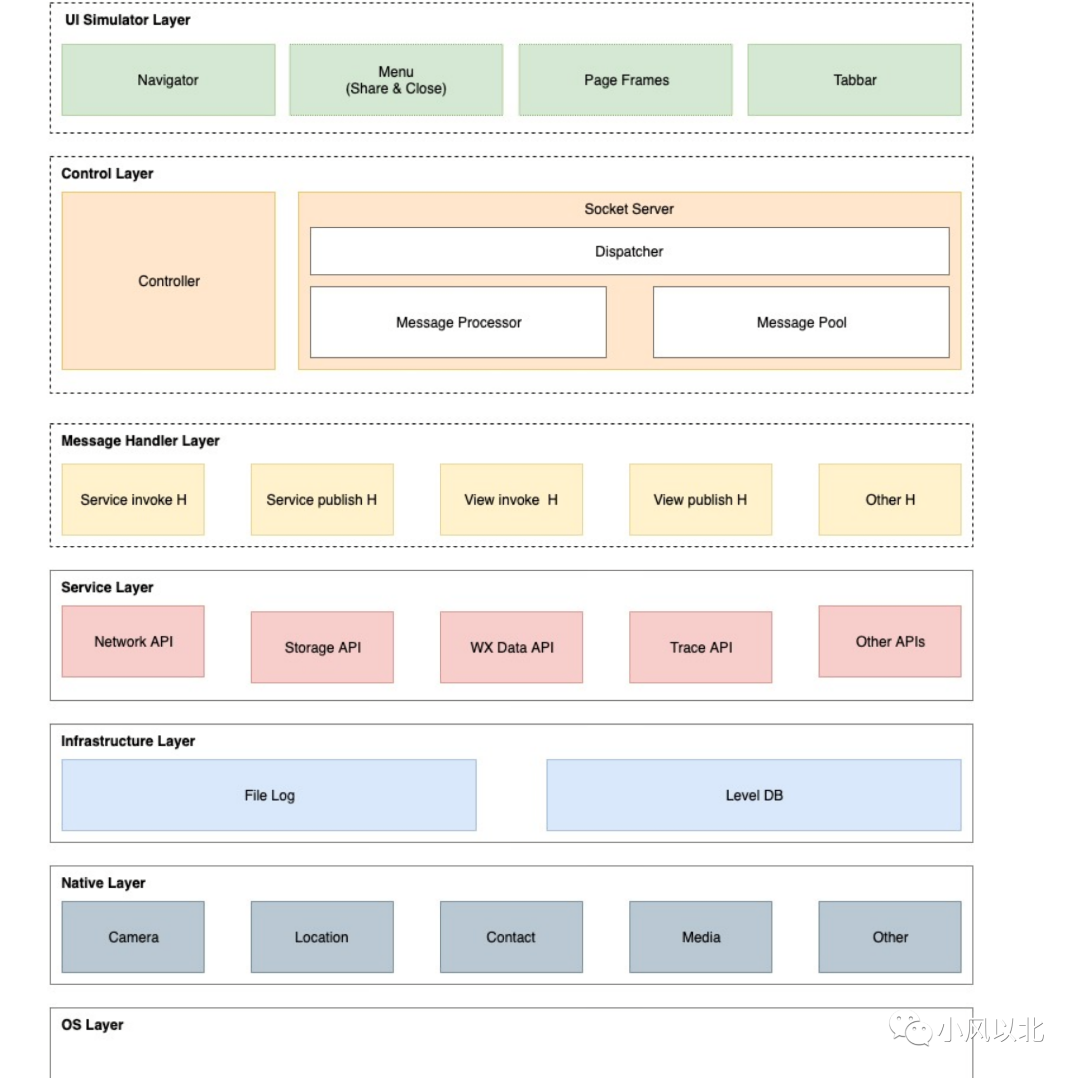 UI Simulator Layer
Navigator
Menu
(Share & Close)
Page Frames
Tabbar
Control Layer
Controller
Socket Server
Dispatcher
Message Processor
Message Pool
Message Handler Layer
Service invoke H
Service publish H
View invoke  H
View publish H
Other H
Service Layer
Network API
Storage API
WX Data API
Trace API
Other APIs
Infrastructure Layer
File Log
Level DB
Native Layer
Camera
Location
Contact
Media
Other
OS Layer
小风以北